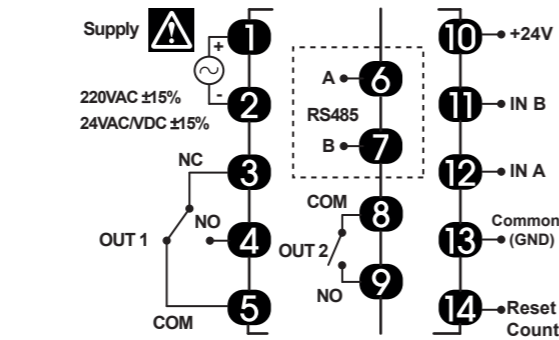 Supply
1
+
-
2
220VAC ±15%
24VAC/VDC ±15%
NC
3
NO
4
OUT 1
5
COM
A
6
RS485
B
7
COM
8
OUT 2
9
NO
10
+24V
11
IN B
12
IN A
13
Common
(GND)
14
Reset
Count